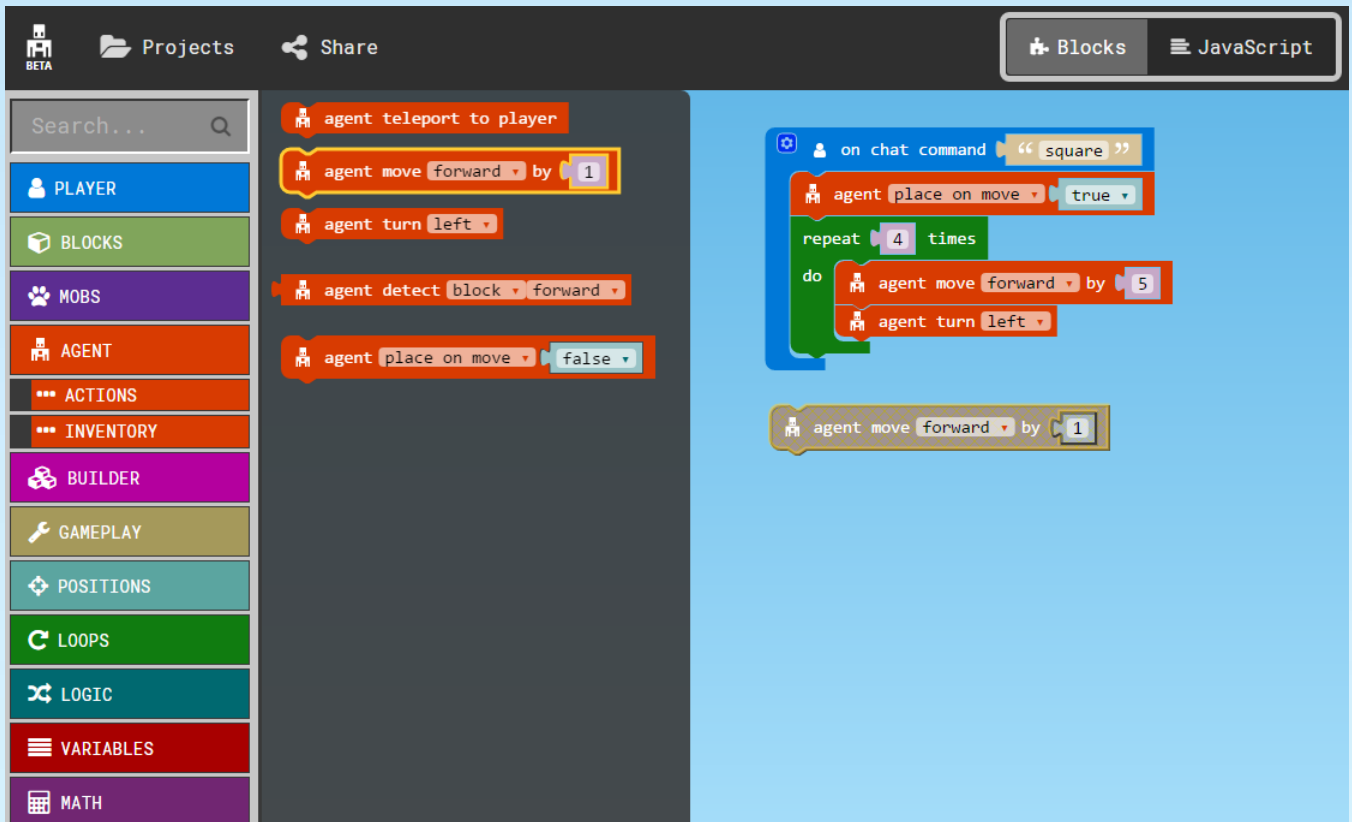 BETA
Projects
Share
Blocks
JavaScript
Search...
PLAYER
BLOCKS
MOBS
AGENT
ACTIONS
INVENTORY
BUILDER
GAMEPLAY
POSITIONS
LOOPS
LOGIC
VARIABLES
MATH
agent teleport to player
agent move forward by 1
agent turn left
agent detect block forward
agent place on move false
on chat command “ square ”
agent place on move true
repeat 4 times
do
agent move forward by 5
agent turn left
agent move forward by 1